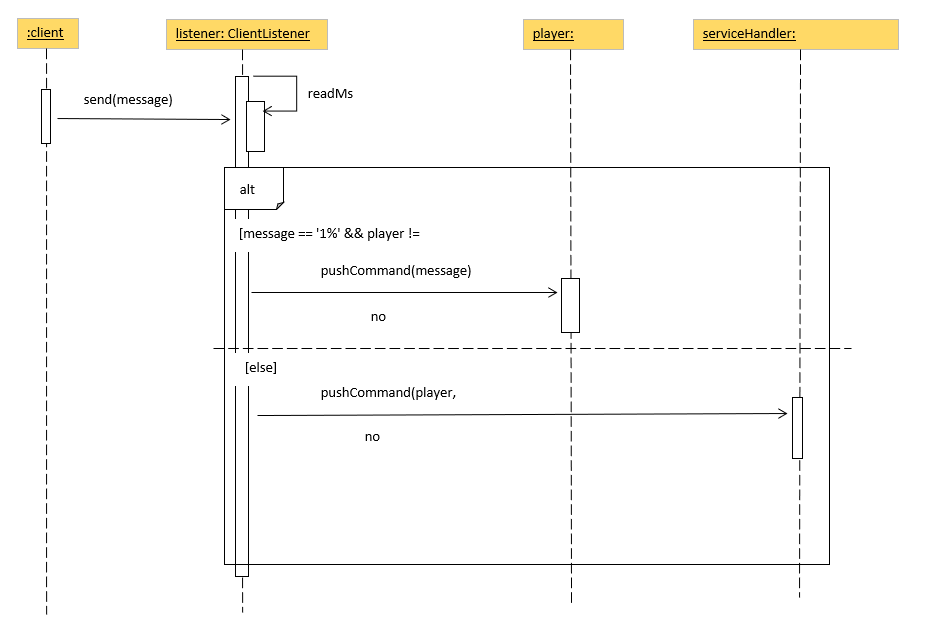 :client
listener: ClientListener
player:
serviceHandler:
send(message)
readMs
alt
[message == '1%' && player !=
pushCommand(message)
no
[else]
pushCommand(player,
no